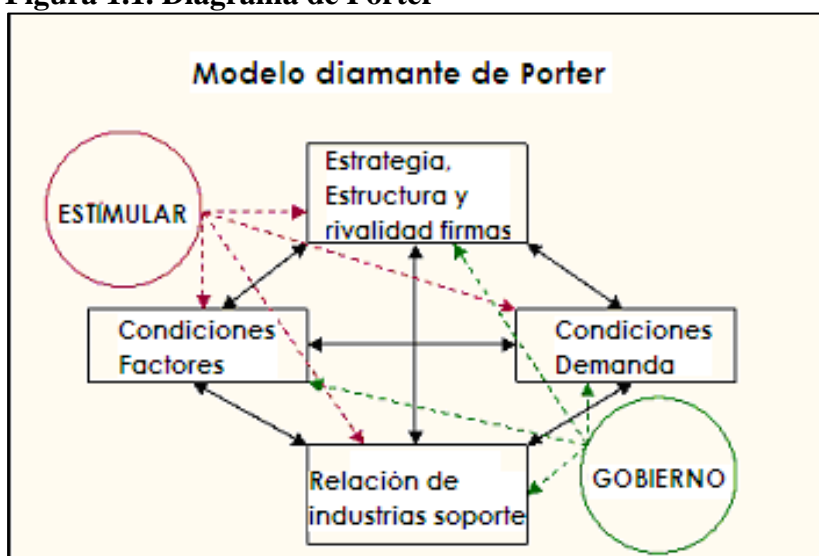 Figura 1.1. Diagrama de Porter
Modelo diamante de Porter
Estrategia,
Estructura y
rivalidad firmas
ESTÍMULAR
Condiciones
Factores
Condiciones
Demanda
Relación de
industrias soporte
GOBIERNO